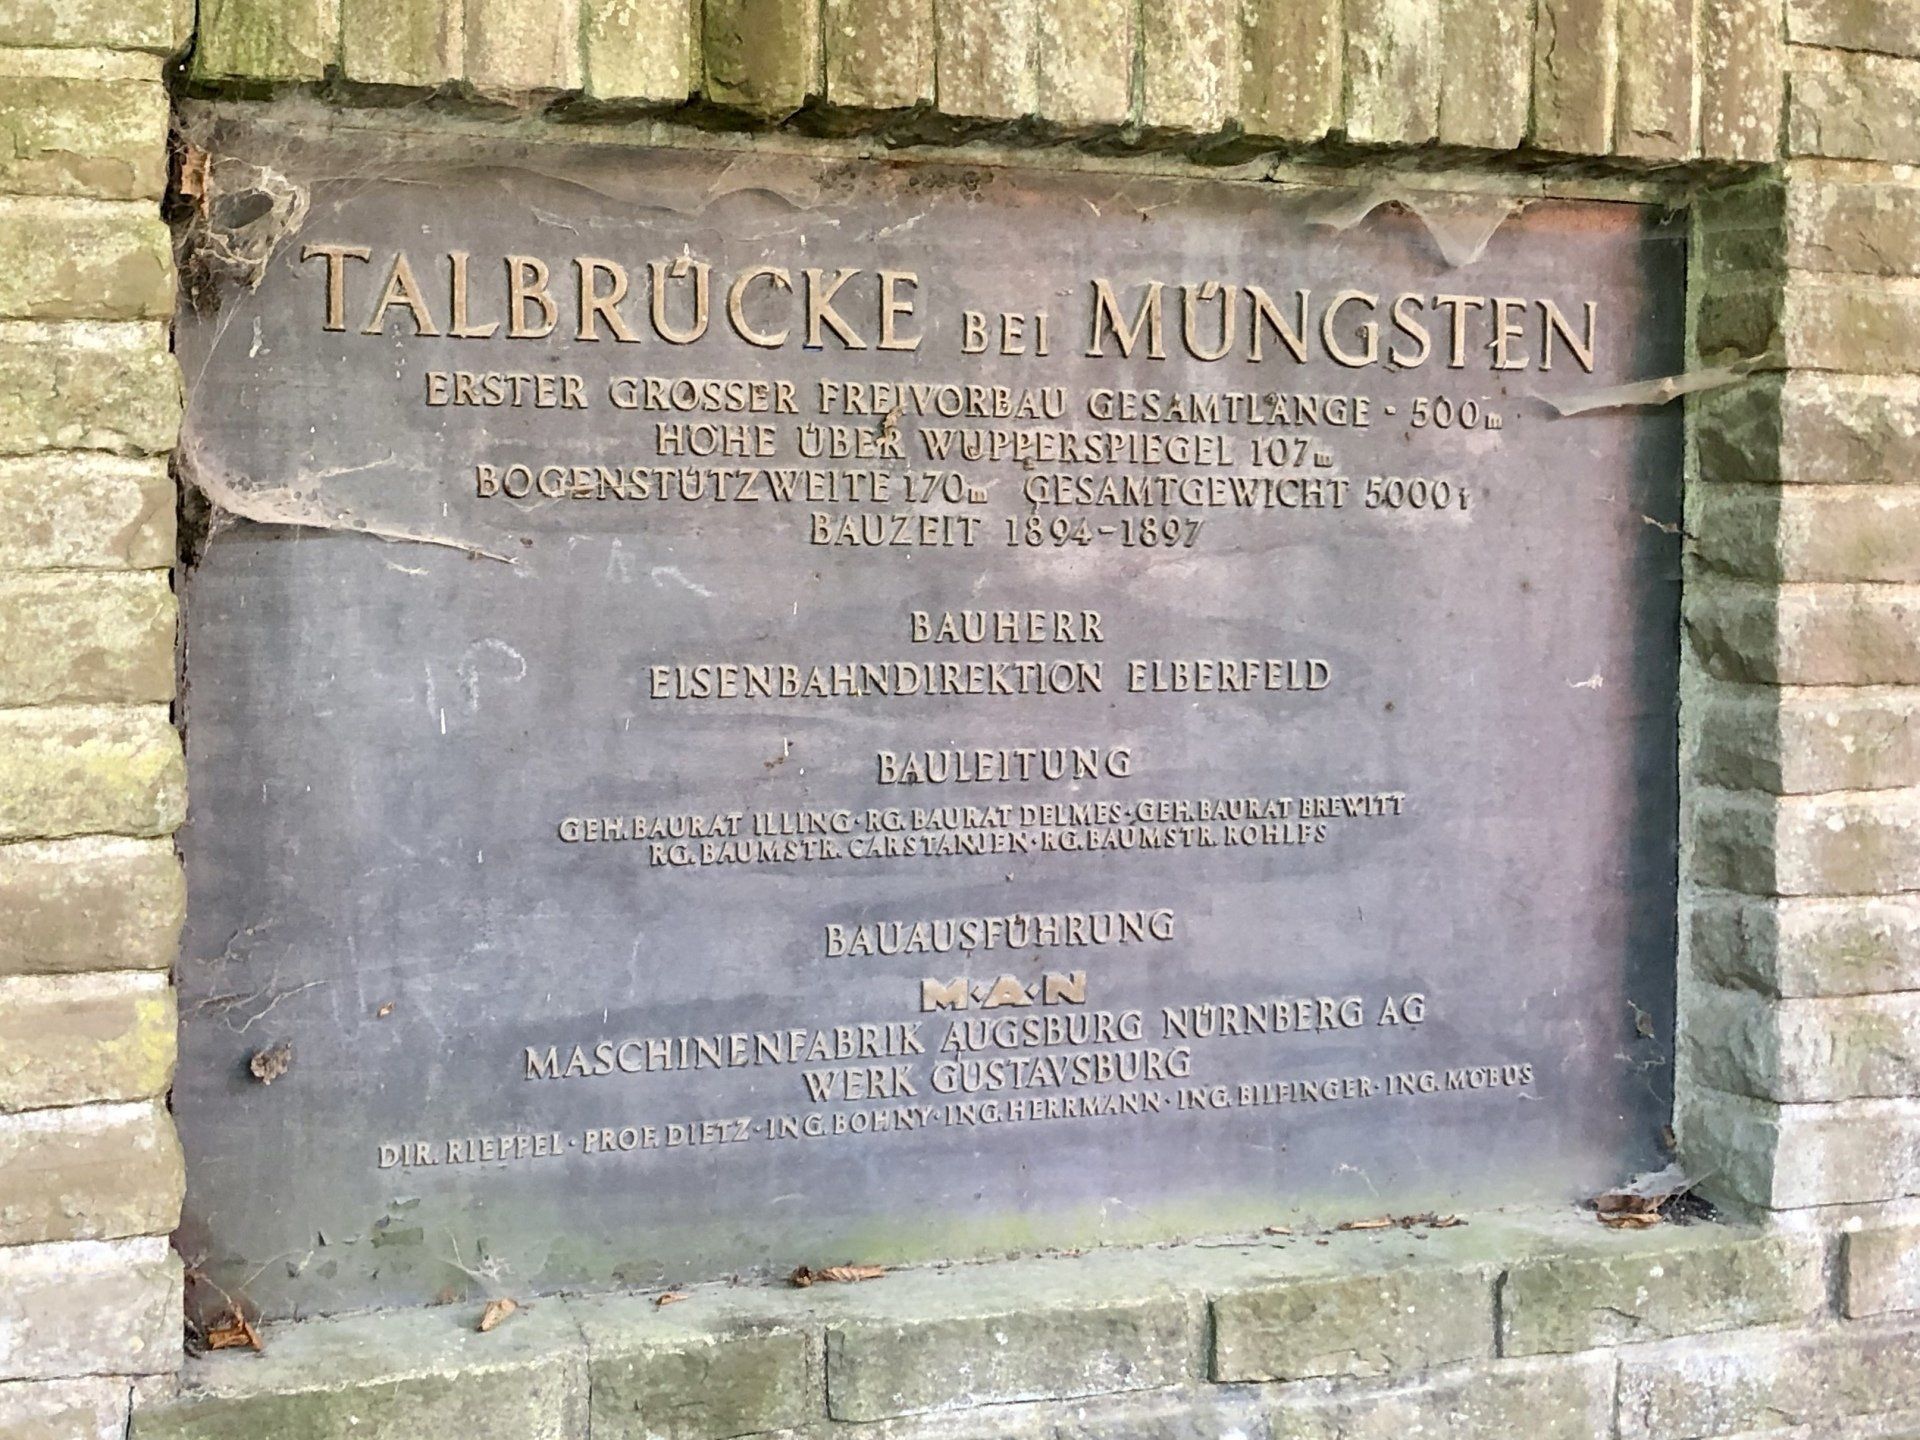 TALBRÜCKE BEI MÜNGSTEN
ERSTER GROSSER FREIVORBAU GESAMTLÄNGE · 500m
HÖHE ÜBER WUPPERSPIEGEL 107m
BOGENSTÜTZWEITE 170m GESAMTGEWICHT 5000t
BAUZEIT 1894-1897
BAUHERR
EISENBAHNDIREKTION ELBERFELD
BAULEITUNG
GEH. BAURAT ILLING · RG. BAURAT DELMES · GEH. BAURAT BREWITT
RG. BAUMSTR. CARSTANJEN · RG. BAUMSTR. ROHLFS
BAUAUSFÜHRUNG
M·A·N
MASCHINENFABRIK AUGSBURG NÜRNBERG AG
WERK GUSTAVSBURG
DIR. RIEPPEL · PROF. DIETZ · ING. BOHNY · ING. HERRMANN · ING. BILFINGER · ING. MÖBUS